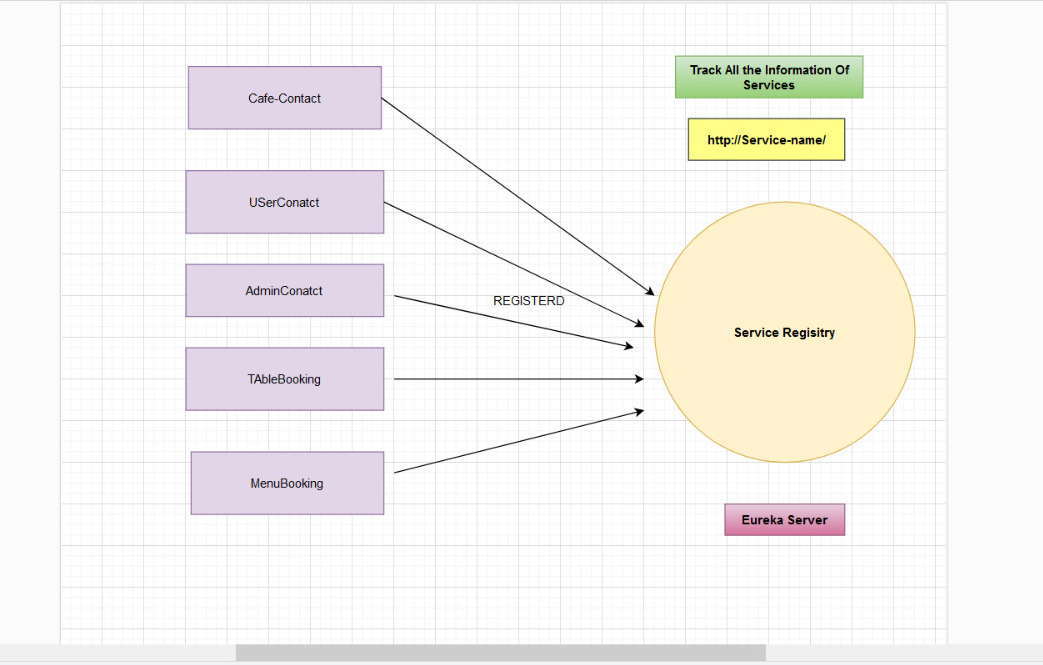 Cafe-Contact
USerConatct
AdminConatct
TAbleBooking
MenuBooking
REGISTERD
Track All the Information Of
Services
http://Service-name/
Service Regisitry
Eureka Server